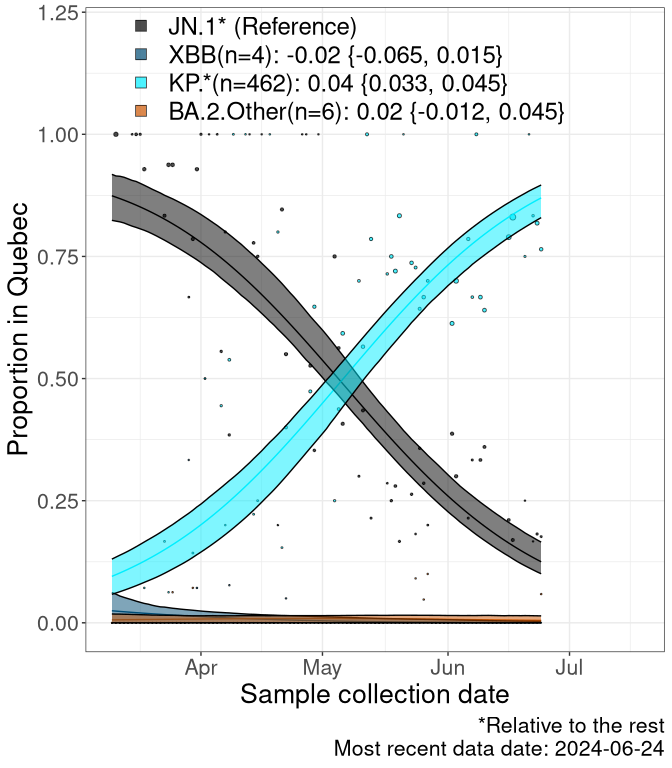 JN.1* (Reference)
XBB(n=4): -0.02 {-0.065, 0.015}
KP.*(n=462): 0.04 {0.033, 0.045}
BA.2.Other(n=6): 0.02 {-0.012, 0.045}
1.25
1.00
0.75
0.50
0.25
0.00
Proportion in Quebec
Apr May Jun Jul
Sample collection date
*Relative to the rest
Most recent data date: 2024-06-24